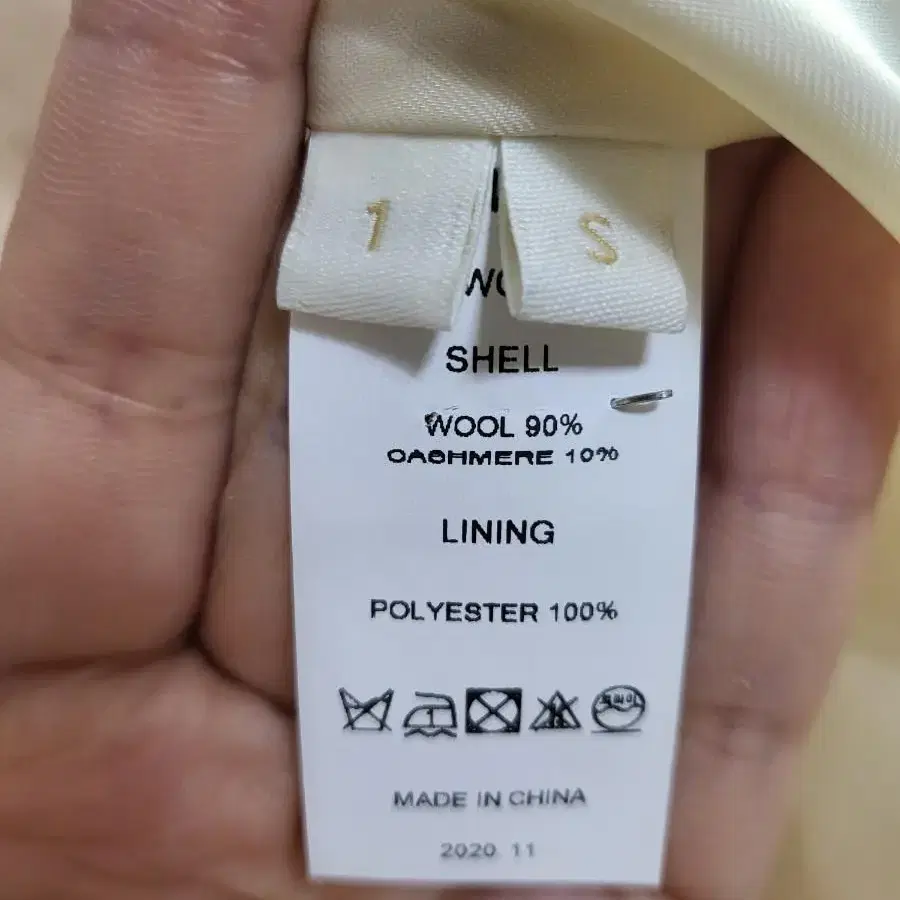 1
S
SHELL
WOOL 90%
CASHMERE 10%
LINING
POLYESTER 100%
MADE IN CHINA
2020. 11